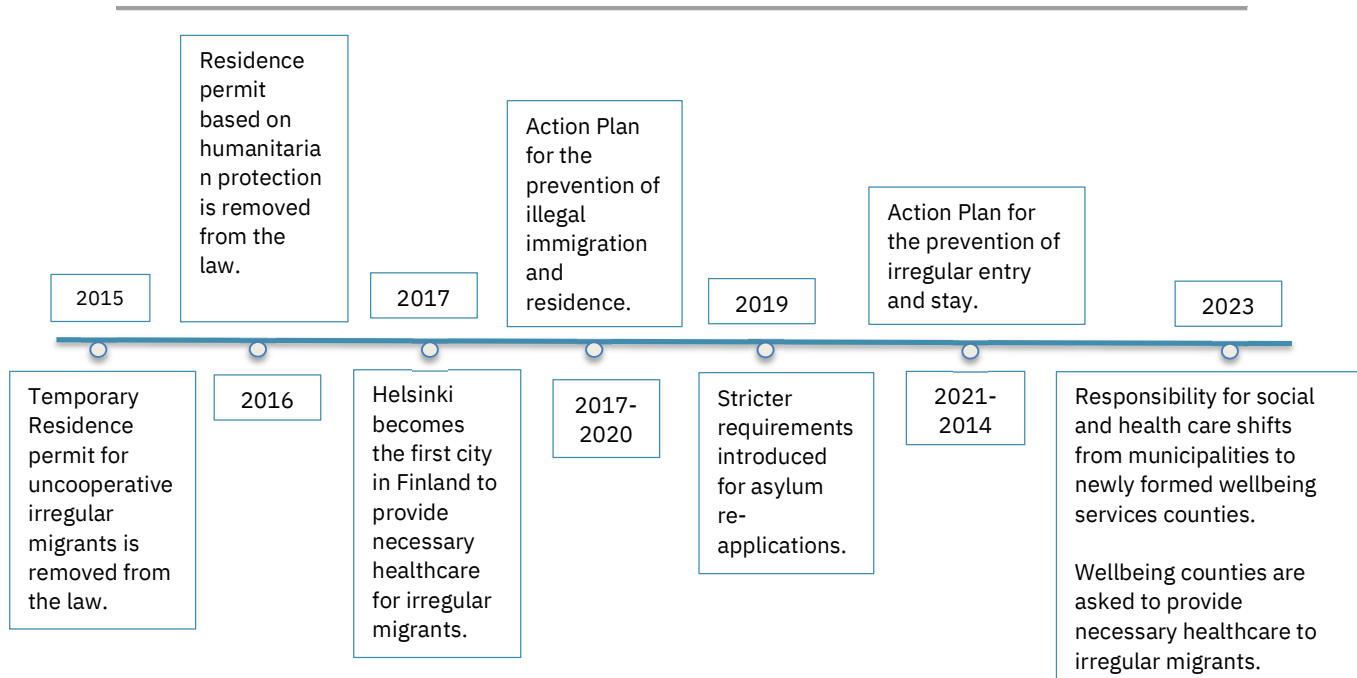 2015
Temporary
Residence
permit for
uncooperative
irregular
migrants is
removed from
the law.
Residence
permit
based on
humanitaria
n protection
is removed
from the
law.
2016
2017
Helsinki
becomes
the first city
in Finland to
provide
necessary
healthcare
for irregular
migrants.
Action Plan
for the
prevention of
illegal
immigration
and
residence.
2017-
2020
2019
Stricter
requirements
introduced
for asylum
re-
applications.
Action Plan for
the prevention of
irregular entry
and stay.
2021-
2014
2023
Responsibility for social
and health care shifts
from municipalities to
newly formed wellbeing
services counties.
Wellbeing counties are
asked to provide
necessary healthcare to
irregular migrants.